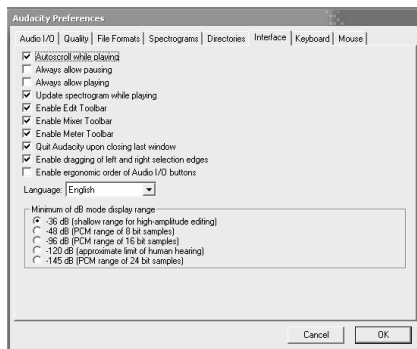 Audacity Preferences
Audio I/O Quality File Formats Spectrograms Directories Interface Keyboard Mouse
Autoscroll while playing
Always allow pausing
Always allow playing
Update spectrogram while playing
Enable Edit Toolbar
Enable Mixer Toolbar
Enable Meter Toolbar
Quit Audacity upon closing last window
Enable dragging of left and right selection edges
Enable ergonomic order of Audio I/O buttons
Language: English
Minimum of dB mode display range
-36 dB (shallow range for high-amplitude editing)
-48 dB (PCM range of 8 bit samples)
-96 dB (PCM range of 16 bit samples)
-120 dB (approximate limit of human hearing)
-145 dB (PCM range of 24 bit samples)
Cancel OK